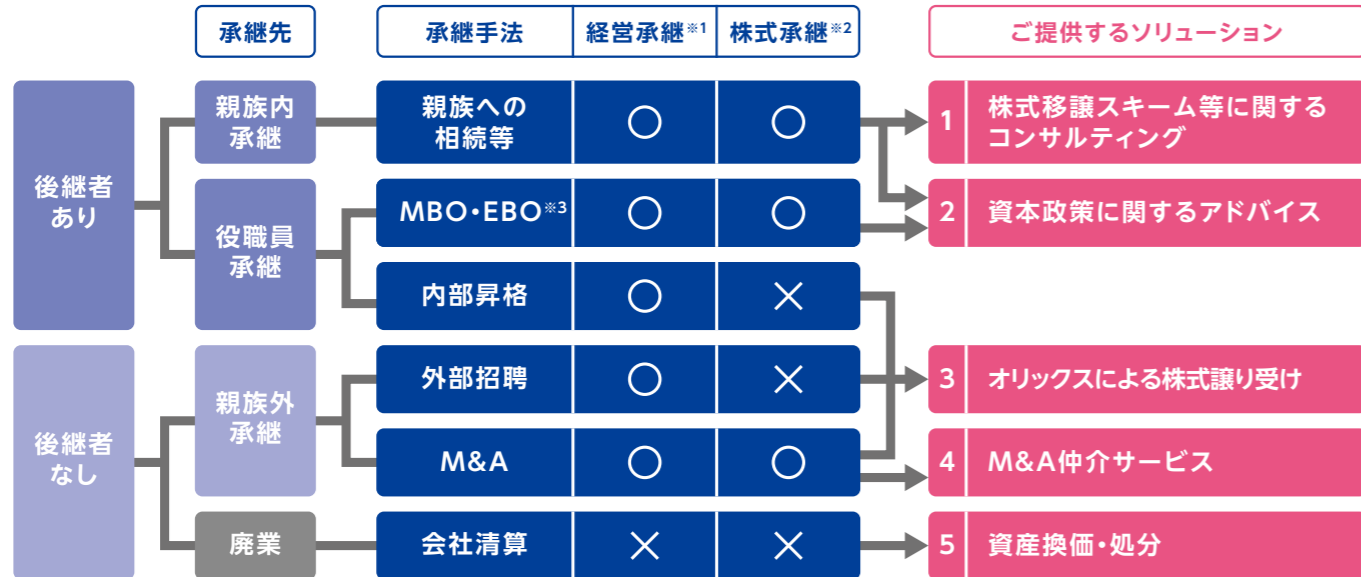 承継先
承継手法
経営承継※1
株式承継※2
ご提供するソリューション
後継者
あり
親族内
承継
親族への
相続等
○
○
1
株式移譲スキーム等に関する
コンサルティング
役職員
承継
MBO・EBO※3
○
○
2
資本政策に関するアドバイス
内部昇格
○
×
後継者
なし
親族外
承継
外部招聘
○
×
3
オリックスによる株式譲り受け
M&A
○
○
4
M&A仲介サービス
廃業
会社清算
×
×
5
資産換価・処分